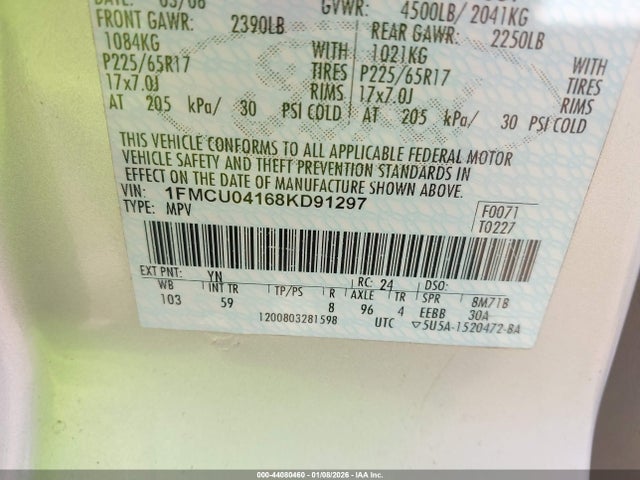 DATE: 03/08
GVWR: 4500LB/ 2041KG
FRONT GAWR: 2390LB
REAR GAWR: 2250LB
1084KG WITH
1021KG WITH
P225/65R17 TIRES
P225/65R17 TIRES
17x7.0J RIMS
17x7.0J RIMS
AT 205 kPa/ 30 PSI COLD
AT 205 kPa/ 30 PSI COLD
THIS VEHICLE CONFORMS TO ALL APPLICABLE FEDERAL MOTOR
VEHICLE SAFETY AND THEFT PREVENTION STANDARDS IN
EFFECT ON THE DATE OF MANUFACTURE SHOWN ABOVE.
VIN: 1FMCU04168KD91297
TYPE: MPV
F0071
T0227
EXT PNT: YN RC: 24 DSO:
WB INT TR TP/PS R AXLE TR SPR 8M71B
103 59 8 96 4 EEBB 30A
1200803281598 UTC ▽5U5A-1520472-BA
000-44080460 - 01/08/2026 - IAA Inc.